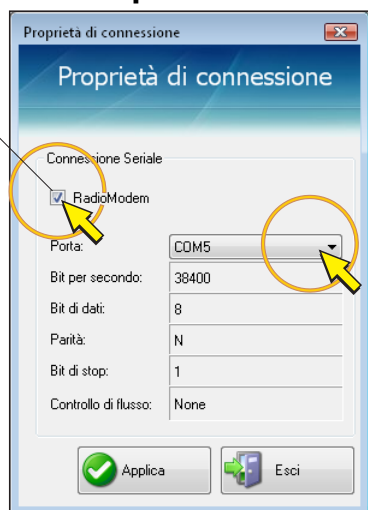 Proprietà di connessione
Proprietà di connessione
Connessione Seriale
RadioModem
Porta: COM5
Bit per secondo: 38400
Bit di dati: 8
Parità: N
Bit di stop: 1
Controllo di flusso: None
Applica Esci